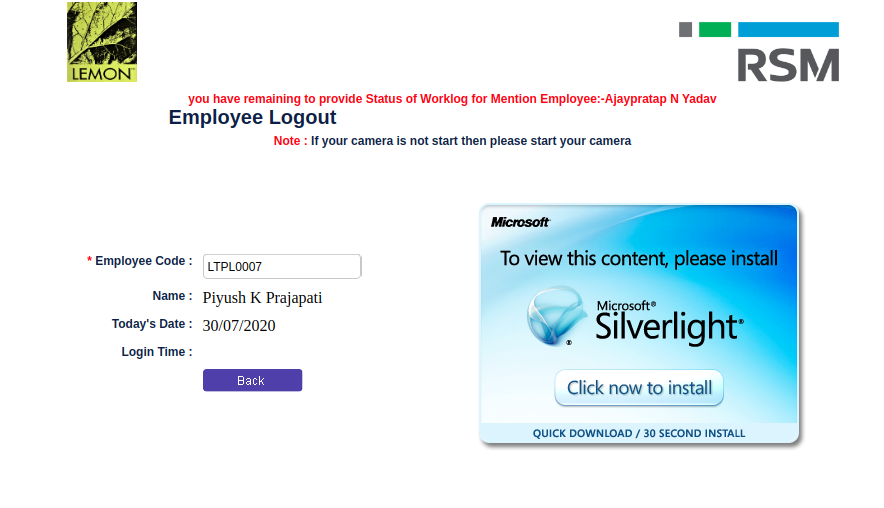 LEMON™
RSM
you have remaining to provide Status of Worklog for Mention Employee:-Ajaypratap N Yadav
Employee Logout
Note : If your camera is not start then please start your camera
* Employee Code : LTPL0007
Name : Piyush K Prajapati
Today's Date : 30/07/2020
Login Time :
Back
Microsoft®
To view this content, please install
Microsoft®
Silverlight®
Click now to install
QUICK DOWNLOAD / 30 SECOND INSTALL